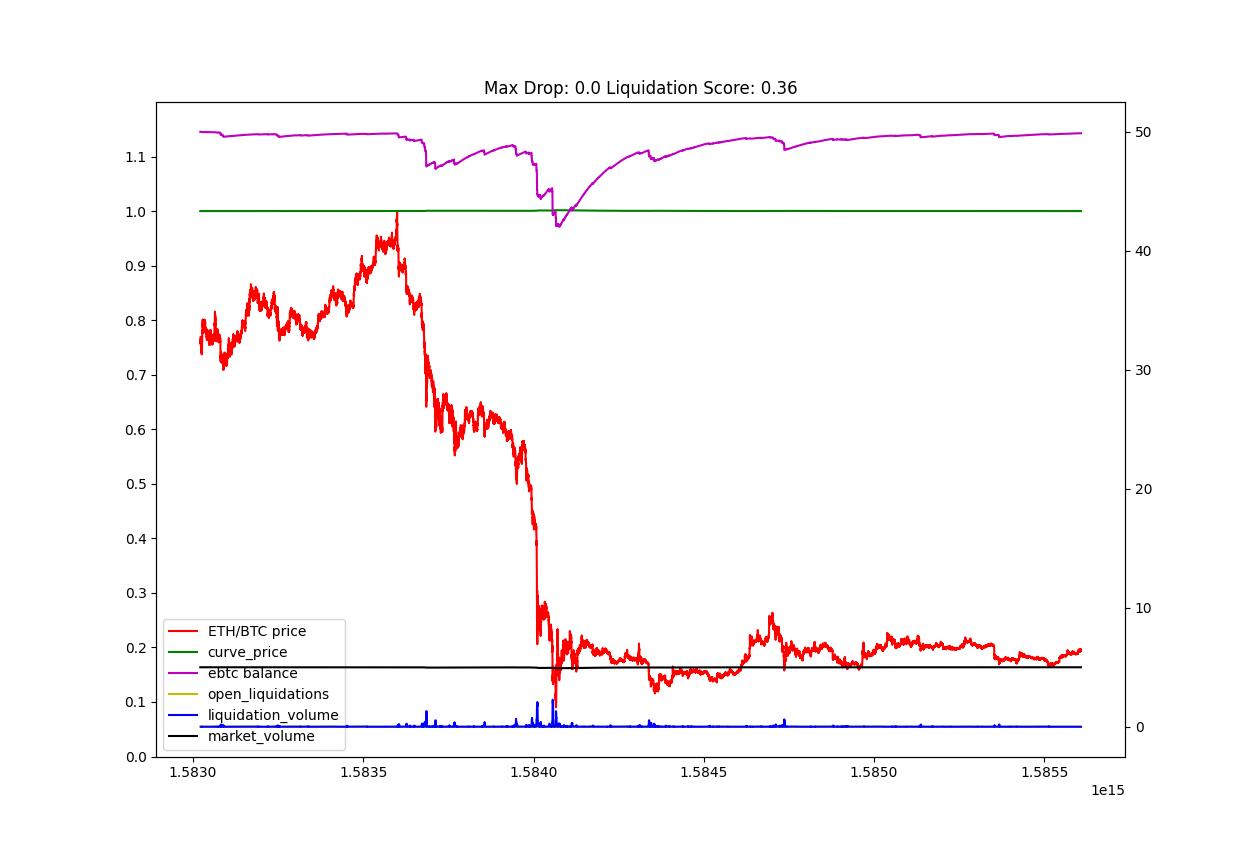 Max Drop: 0.0 Liquidation Score: 0.36
1.1
1.0
0.9
0.8
0.7
0.6
0.5
0.4
0.3
0.2
0.1
0.0
50
40
30
20
10
0
ETH/BTC price
curve_price
ebtc balance
open_liquidations
liquidation_volume
market_volume
1.5830 1.5835 1.5840 1.5845 1.5850 1.5855
1e15